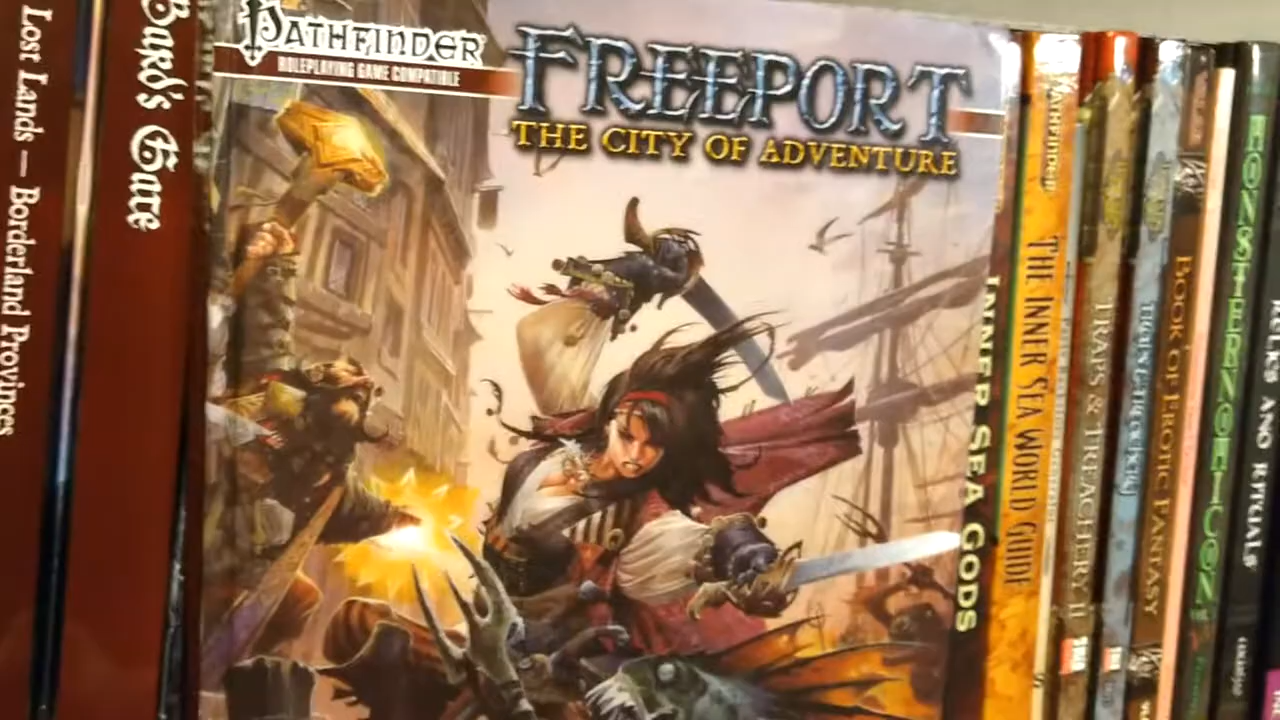 Lost Lands – Borderland Provinces
Bard's Gate
PATHFINDER
ROLEPLAYING GAME COMPATIBLE
FREEPORT
THE CITY OF ADVENTURE
INNER SEA GODS
PATHFINDER
THE INNER SEA WORLD GUIDE
TRAPS & TREACHERY II
BOOK OF EROTIC FANTASY
MONSTERNOMICON
RELICS AND RITUALS